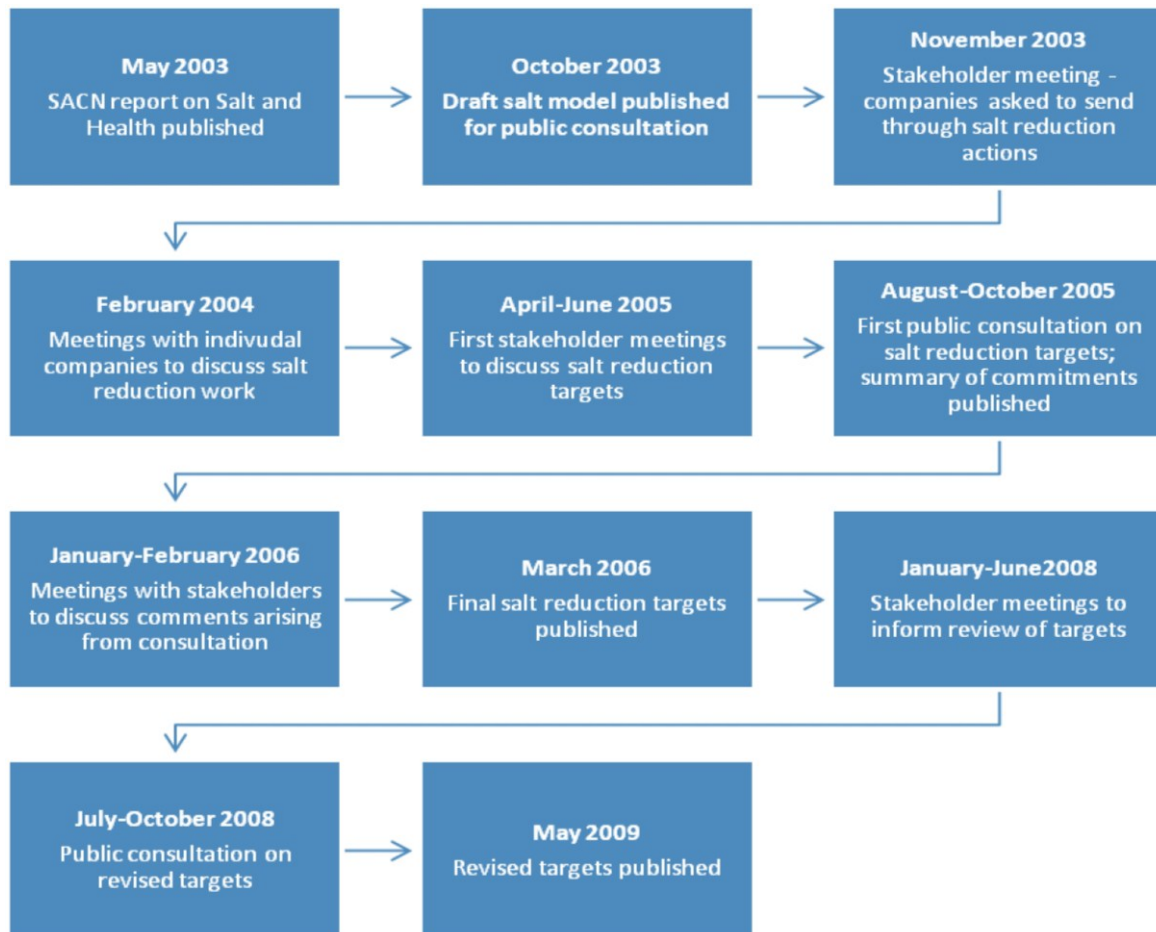 May 2003
SACN report on Salt and
Health published
October 2003
Draft salt model published
for public consultation
November 2003
Stakeholder meeting -
companies asked to send
through salt reduction
actions
February 2004
Meetings with indivudal
companies to discuss salt
reduction work
April-June 2005
First stakeholder meetings
to discuss salt reduction
targets
August-October 2005
First public consultation on
salt reduction targets;
summary of commitments
published
January-February 2006
Meetings with stakeholders
to discuss comments arising
from consultation
March 2006
Final salt reduction targets
published
January-June2008
Stakeholder meetings to
inform review of targets
July-October 2008
Public consultation on
revised targets
May 2009
Revised targets published